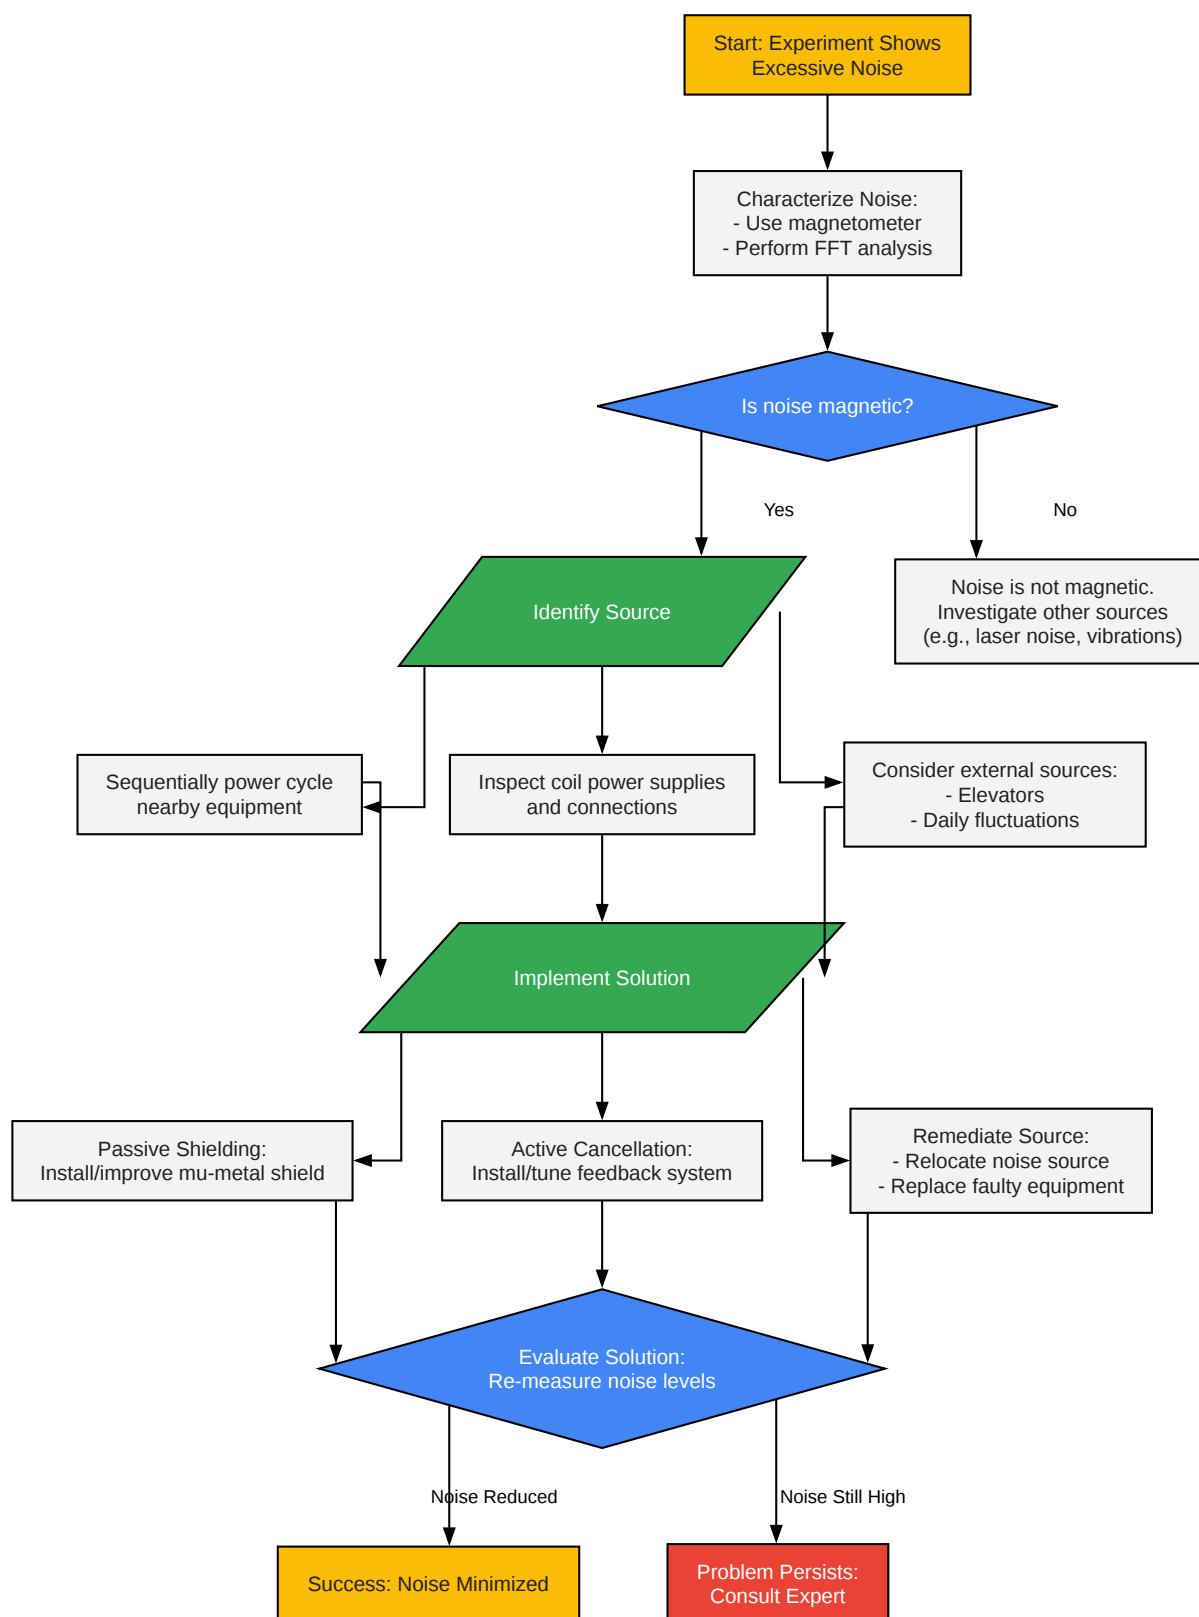 Start: Experiment Shows
Excessive Noise
Characterize Noise:
- Use magnetometer
- Perform FFT analysis
Is noise magnetic?
Yes
No
Identify Source
Noise is not magnetic.
Investigate other sources
(e.g., laser noise, vibrations)
Sequentially power cycle
nearby equipment
Inspect coil power supplies
and connections
Consider external sources:
- Elevators
- Daily fluctuations
Implement Solution
Passive Shielding:
Install/improve mu-metal shield
Active Cancellation:
Install/tune feedback system
Remediate Source:
- Relocate noise source
- Replace faulty equipment
Evaluate Solution:
Re-measure noise levels
Noise Reduced
Noise Still High
Success: Noise Minimized
Problem Persists:
Consult Expert